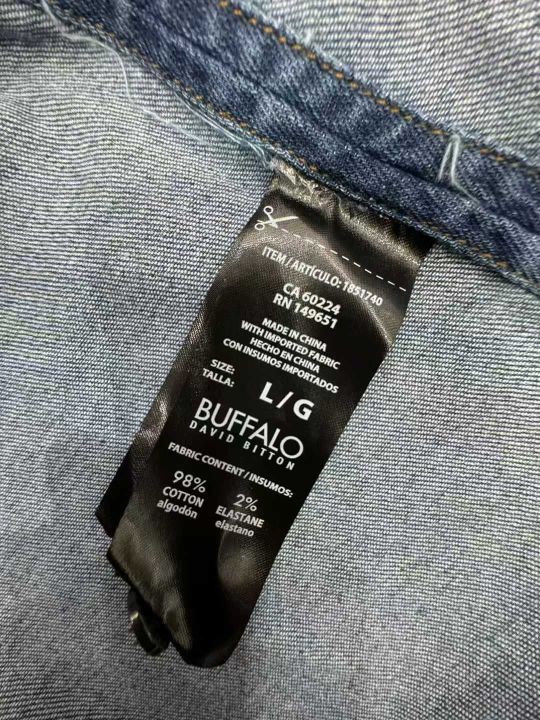 ITEM / ARTÍCULO: 1851740
CA 60224
RN 149651
MADE IN CHINA
WITH IMPORTED FABRIC
HECHO EN CHINA
CON INSUMOS IMPORTADOS
SIZE:
TALLA: L / G
BUFFALO
DAVID BITTON
FABRIC CONTENT / INSUMOS:
98% 2%
COTTON ELASTANE
algodón elastano